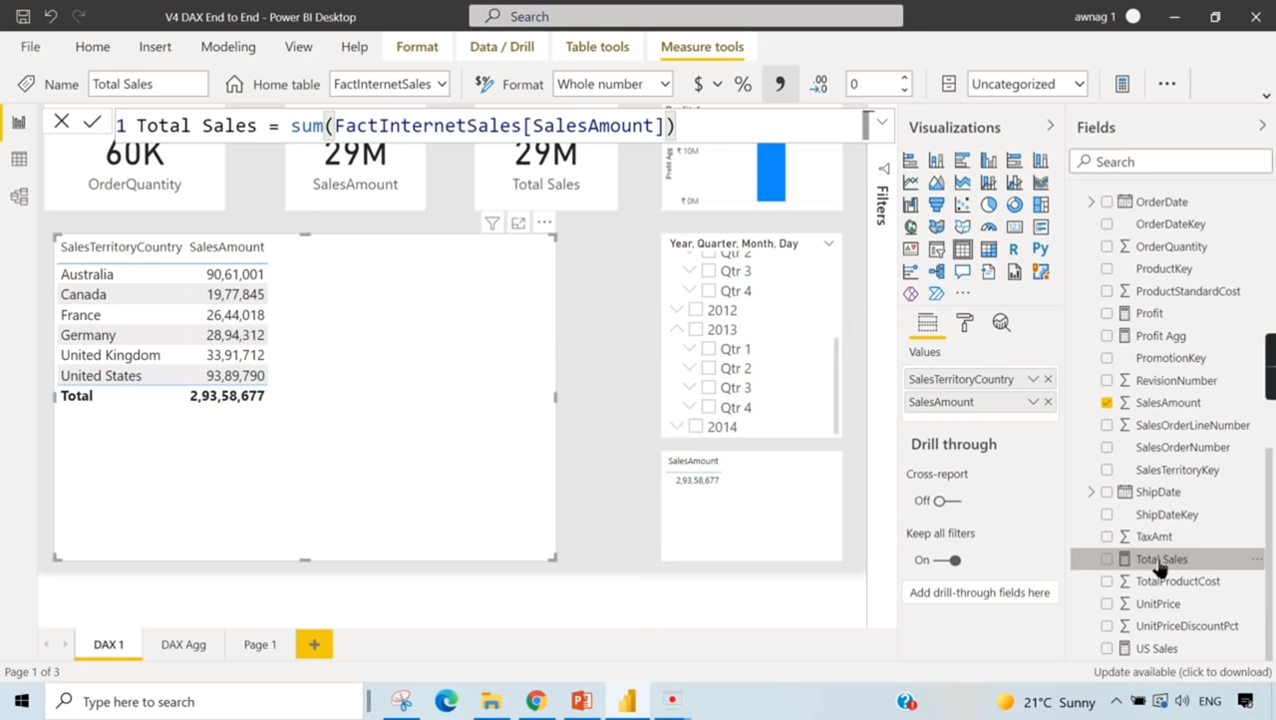 V4 DAX End to End - Power BI Desktop
Search
awnag 1
File Home Insert Modeling View Help Format Data / Drill Table tools Measure tools
Name Total Sales Home table FactInternetSales Format Whole number $ % , .00 0 Uncategorized ...
1 Total Sales = sum(FactInternetSales[SalesAmount])
60K
OrderQuantity
29M
SalesAmount
29M
Total Sales
Profit Agg
₹ 10M
₹ 0M
SalesTerritoryCountry SalesAmount
Australia 90,61,001
Canada 19,77,845
France 26,44,018
Germany 28,94,312
United Kingdom 33,91,712
United States 93,89,790
Total 2,93,58,677
Year, Quarter, Month, Day
Qtr 2
Qtr 3
Qtr 4
2012
2013
Qtr 1
Qtr 2
Qtr 3
Qtr 4
2014
SalesAmount
2,93,58,677
Filters
Visualizations
R Py
Values
SalesTerritoryCountry
SalesAmount
Drill through
Cross-report
Off
Keep all filters
On
Add drill-through fields here
Fields
Search
OrderDate
OrderDateKey
OrderQuantity
ProductKey
ProductStandardCost
Profit
Profit Agg
PromotionKey
RevisionNumber
SalesAmount
SalesOrderLineNumber
SalesOrderNumber
SalesTerritoryKey
ShipDate
ShipDateKey
TaxAmt
Total Sales
TotalProductCost
UnitPrice
UnitPriceDiscountPct
US Sales
DAX 1 DAX Agg Page 1 +
Page 1 of 3
Update available (click to download)
Type here to search
21°C Sunny
ENG